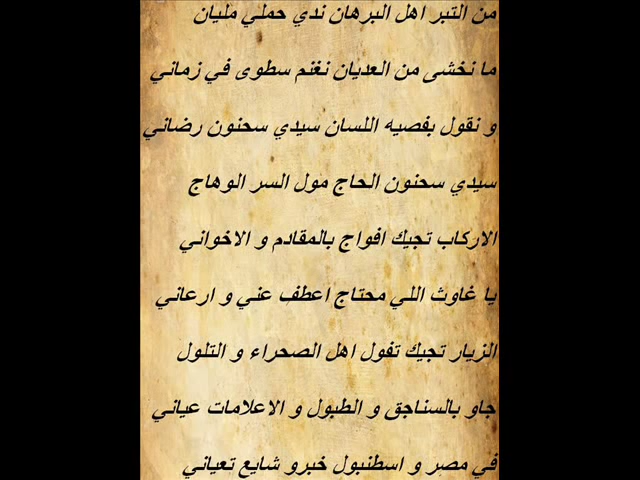 من التبر اهل البرهان ندي حملي مليان
ما نخشى من العديان نغنم سطوى في زماني
و نقول بفصيه اللسان سيدي سحنون رضاني
سيدي سحنون الحاج مول السر الوهاج
الاركاب تجيك افواج بالمقادم و الاخواني
يا غاوث اللي محتاج اعطف عني و ارعاني
الزيار تجيك تفول اهل الصحراء و التلول
جاو بالسناجق و الطبول و الاعلامات عياني
في مصر و اسطنبول خبرو شايع تعياني